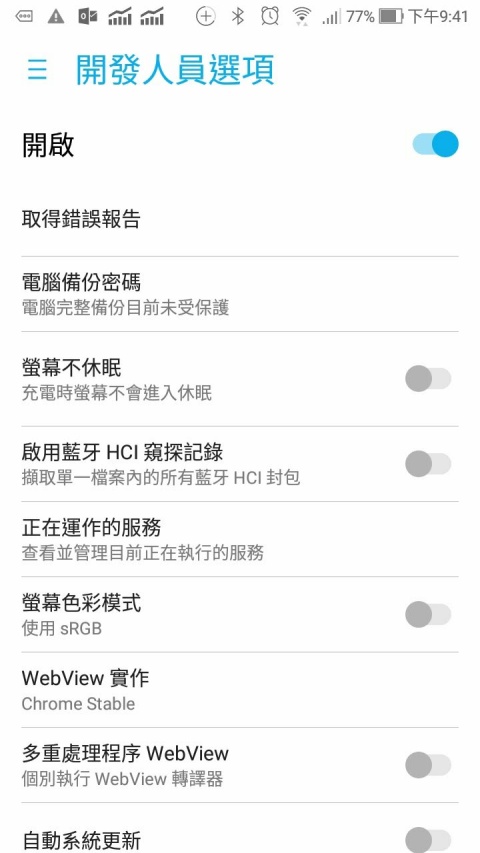 77% 下午9:41
開發人員選項
開啟
取得錯誤報告
電腦備份密碼
電腦完整備份目前未受保護
螢幕不休眠
充電時螢幕不會進入休眠
啟用藍牙 HCI 窺探記錄
擷取單一檔案內的所有藍牙 HCI 封包
正在運作的服務
查看並管理目前正在執行的服務
螢幕色彩模式
使用 sRGB
WebView 實作
Chrome Stable
多重處理程序 WebView
個別執行 WebView 轉譯器
自動系統更新